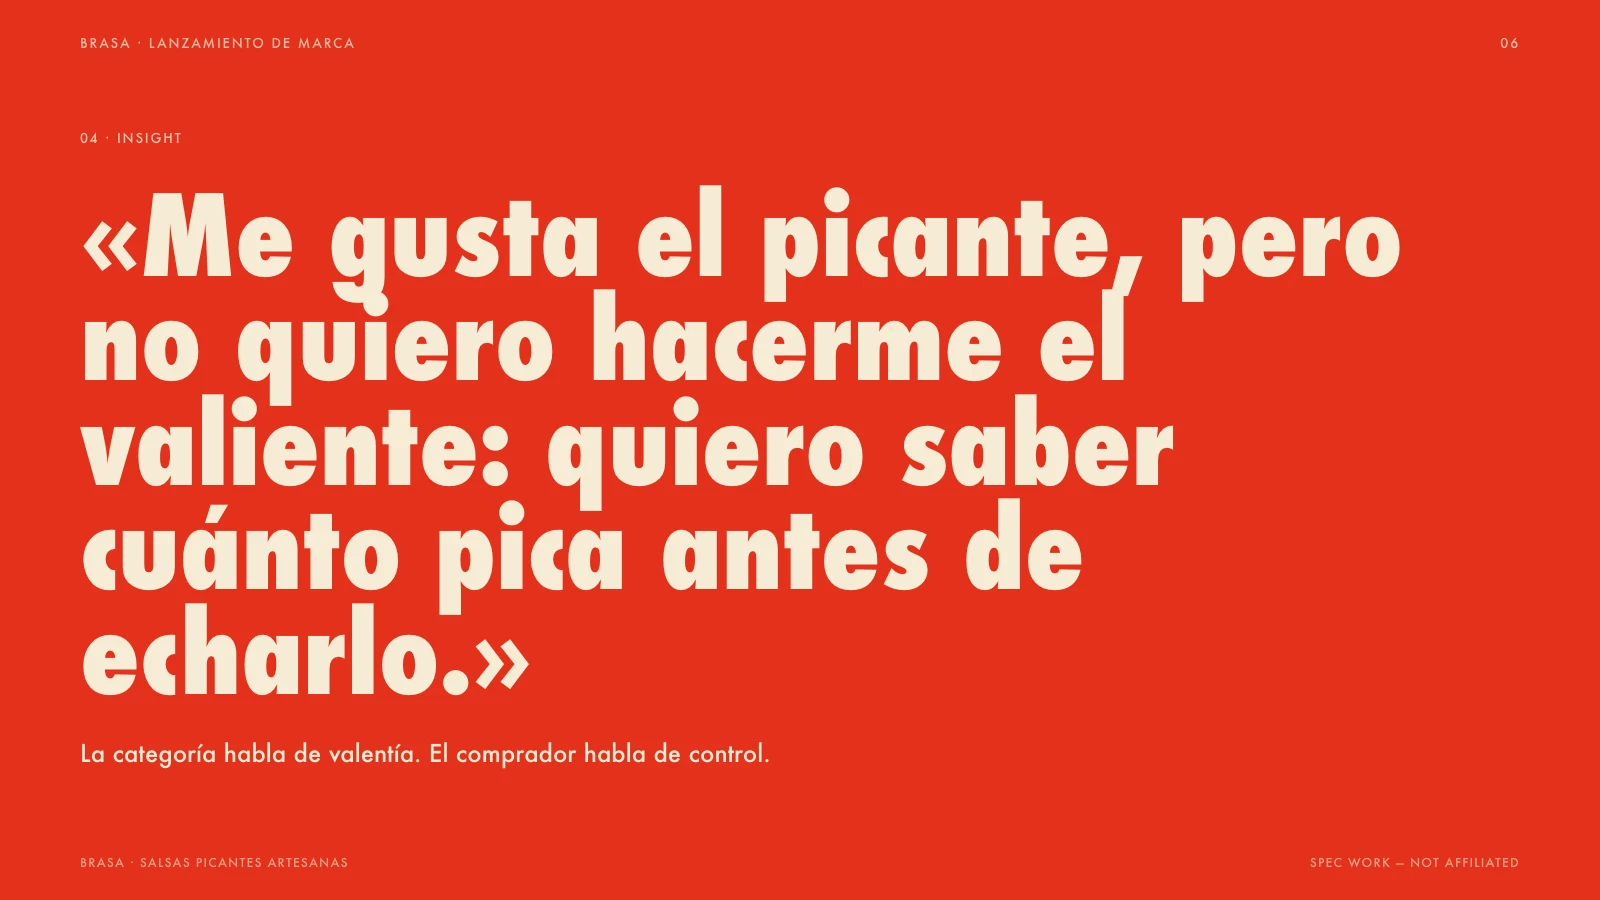 BRASA · LANZAMIENTO DE MARCA
06
04 · INSIGHT
«Me gusta el picante, pero
no quiero hacerme el
valiente: quiero saber
cuánto pica antes de
echarlo.»
La categoría habla de valentía. El comprador habla de control.
BRASA · SALSAS PICANTES ARTESANAS
SPEC WORK — NOT AFFILIATED